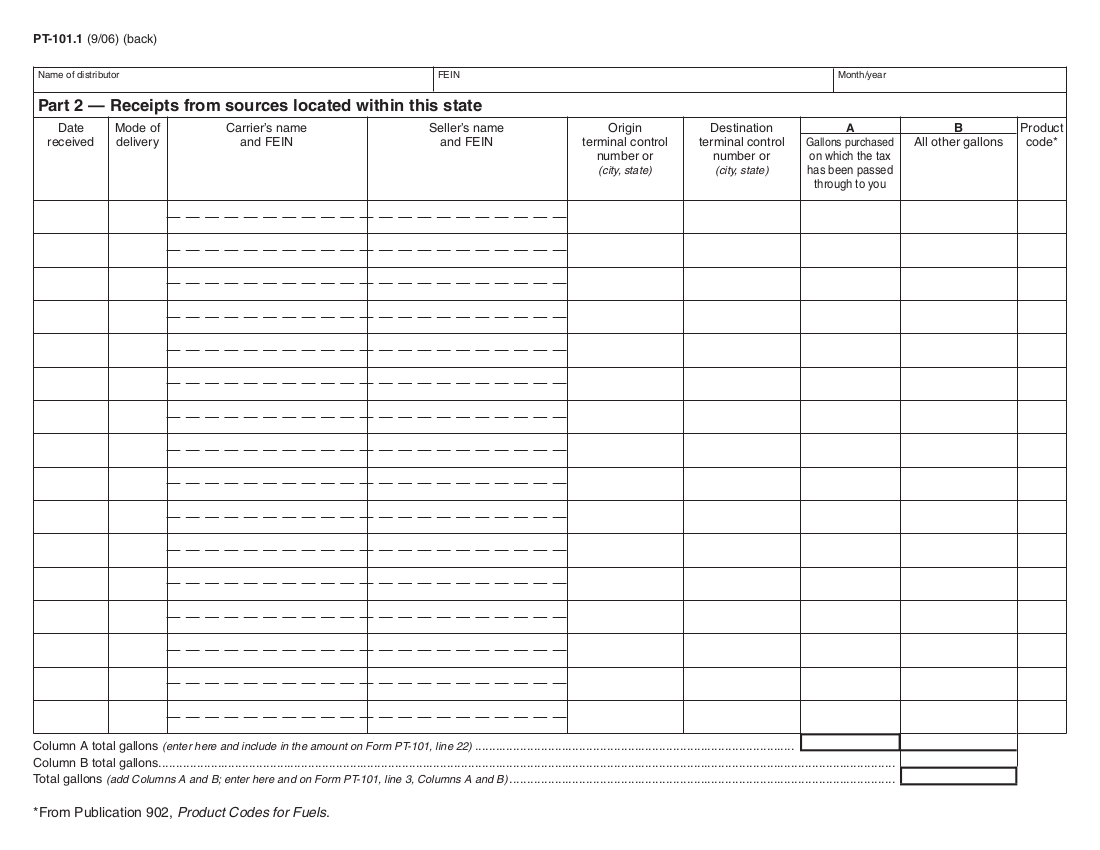 PT-101.1 (9/06) (back)
Name of distributor
FEIN
Month/year
Part 2 — Receipts from sources located within this state
Date
received
Mode of
delivery
Carrier's name
and FEIN
Seller's name
and FEIN
Origin
terminal control
number or
(city, state)
Destination
terminal control
number or
(city, state)
A
Gallons purchased
on which the tax
has been passed
through to you
B
All other gallons
Product
code*
Column A total gallons (enter here and include in the amount on Form PT-101, line 22)
Column B total gallons
Total gallons (add Columns A and B; enter here and on Form PT-101, line 3, Columns A and B)
*From Publication 902, Product Codes for Fuels.